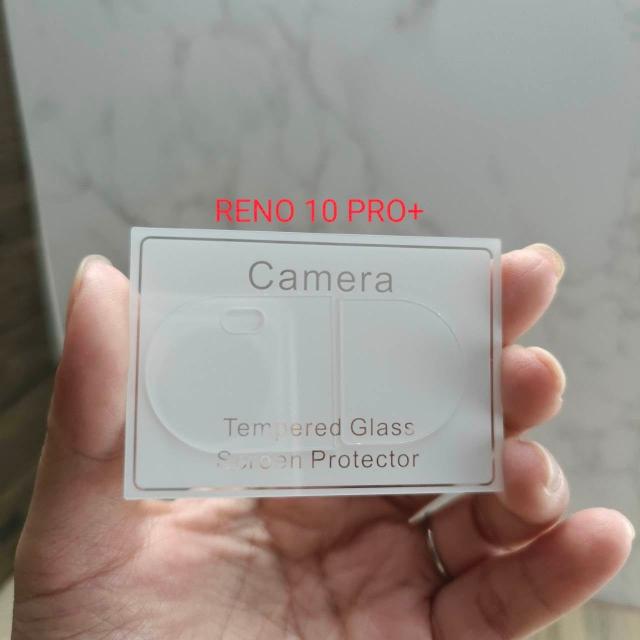 RENO 10 PRO+
Camera
Tempered Glass
Screen Protector